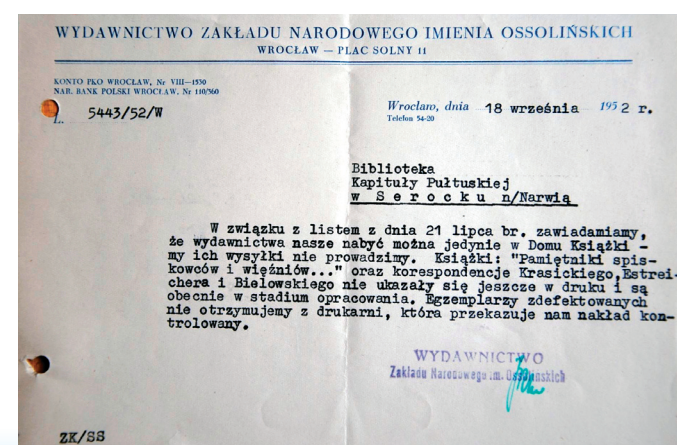 WYDAWNICTWO ZAKŁADU NARODOWEGO IMIENIA OSSOLIŃSKICH
WROCŁAW — PLAC SOLNY 11
KONTO PKO WROCŁAW, Nr VIII—1530
NAR. BANK POLSKI WROCŁAW, Nr 110/360
L. 5443/52/W
Wrocław, dnia 18 września 1952 r.
Telefon 54-20
Biblioteka
Kapituły Pułtuskiej
w Serocku n/Narwią
W związku z listem z dnia 21 lipca br. zawiadamiamy,
że wydawnictwa nasze nabyć można jedynie w Domu Książki -
my ich wysyłki nie prowadzimy. Książki: "Pamiętniki spis-
kowców i więźniów..." oraz korespondencje Krasickiego,Estrei-
chera i Bielowskiego nie ukazały się jeszcze w druku i są
obecnie w stadium opracowania. Egzemplarzy zdefektowanych
nie otrzymujemy z drukarni, która przekazuje nam nakład kon-
trolowany.
WYDAWNICTWO
Zakładu Narodowego im. Ossolińskich
ZK/SS